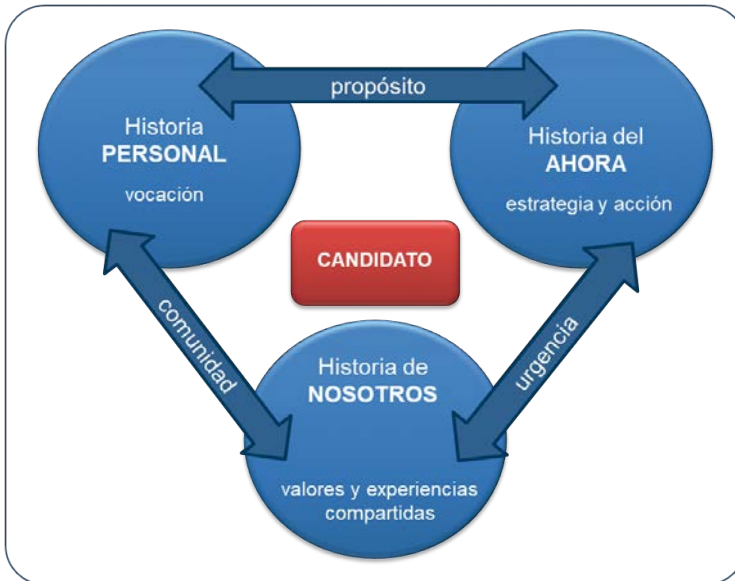 propósito
Historia
PERSONAL
vocación
Historia del
AHORA
estrategia y acción
CANDIDATO
comunidad
urgencia
Historia de
NOSOTROS
valores y experiencias
compartidas